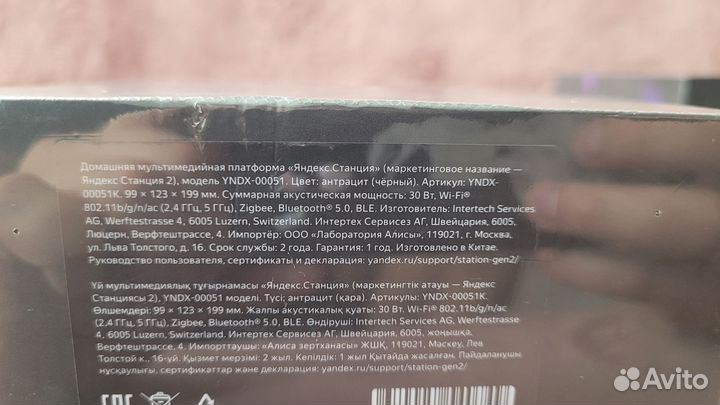 Домашняя мультимедийная платформа «Яндекс.Станция» (маркетинговое название —
Яндекс Станция 2), модель YNDX-00051. Цвет: антрацит (чёрный). Артикул: YNDX-
00051K. 99 × 123 × 199 мм. Суммарная акустическая мощность: 30 Вт, Wi-Fi®
802.11b/g/n/ac (2,4 ГГц, 5 ГГц), Zigbee, Bluetooth® 5.0, BLE. Изготовитель: Intertech Services
AG, Werftestrasse 4, 6005 Luzern, Switzerland. Интертех Сервисез АГ, Швейцария, 6005,
Люцерн, Верфтештрассе, 4. Импортёр: ООО «Лаборатория Алисы», 119021, г. Москва,
ул. Льва Толстого, д. 16. Срок службы: 2 года. Гарантия: 1 год. Изготовлено в Китае.
Руководство пользователя, сертификаты и декларации: yandex.ru/support/station-gen2/
Үй мультимедиялық тұғырнамасы «Яндекс.Станция» (маркетингтік атауы — Яндекс
Станциясы 2), YNDX-00051 моделі. Түсі: антрацит (қара). Артикулы: YNDX-00051K.
Өлшемдері: 99 × 123 × 199 мм. Жалпы акустикалық қуаты: 30 Вт. Wi-Fi® 802.11b/g/n/ac
(2,4 ГГц, 5 ГГц), Zigbee, Bluetooth® 5.0, BLE. Өндіруші: Intertech Services AG, Werftestrasse
4, 6005 Luzern, Switzerland. Интертех Сервисез АГ, Швейцария, 6005, жоңышқа,
Верфтештрассе, 4. Импорттаушы: «Алиса зертханасы» ЖШҚ, 119021, Мәскеу, Лев
Толстой к., 16-үй. Қызмет мерзімі: 2 жыл. Кепілдік: 1 жыл Қытайда жасалған. Пайдаланушы
нұсқаулығы, сертификаттар және декларация: yandex.ru/support/station-gen2/
EAC
Avito